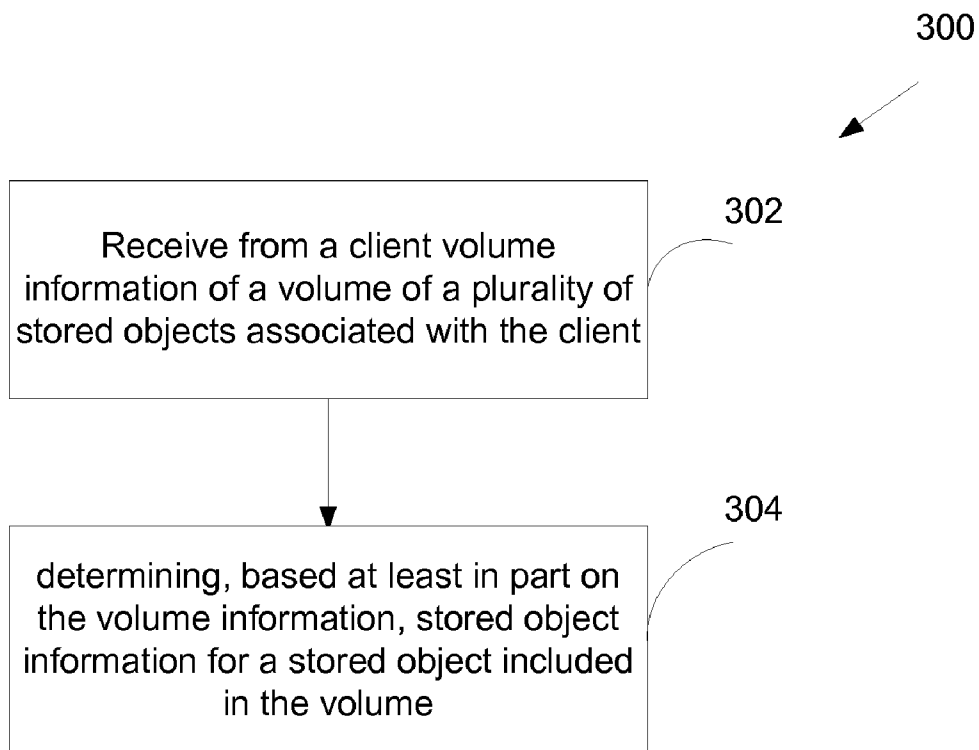 300
302
Receive from a client volume
information of a volume of a plurality of
stored objects associated with the client
304
determining, based at least in part on
the volume information, stored object
information for a stored object included
in the volume